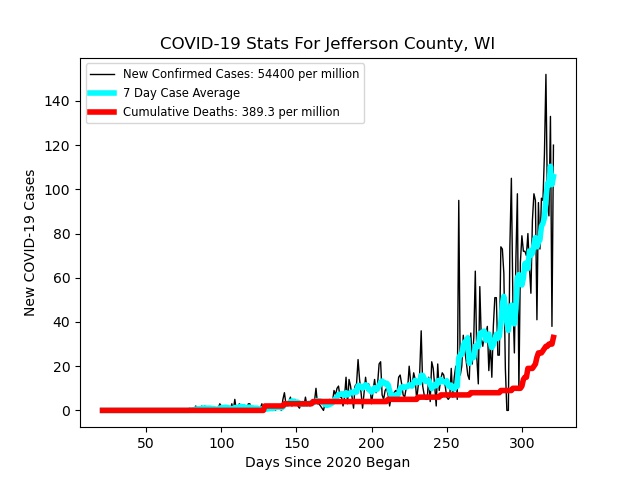 COVID-19 Stats For Jefferson County, WI
New Confirmed Cases: 54400 per million
7 Day Case Average
Cumulative Deaths: 389.3 per million
New COVID-19 Cases
140
120
100
80
60
40
20
0
50 100 150 200 250 300
Days Since 2020 Began